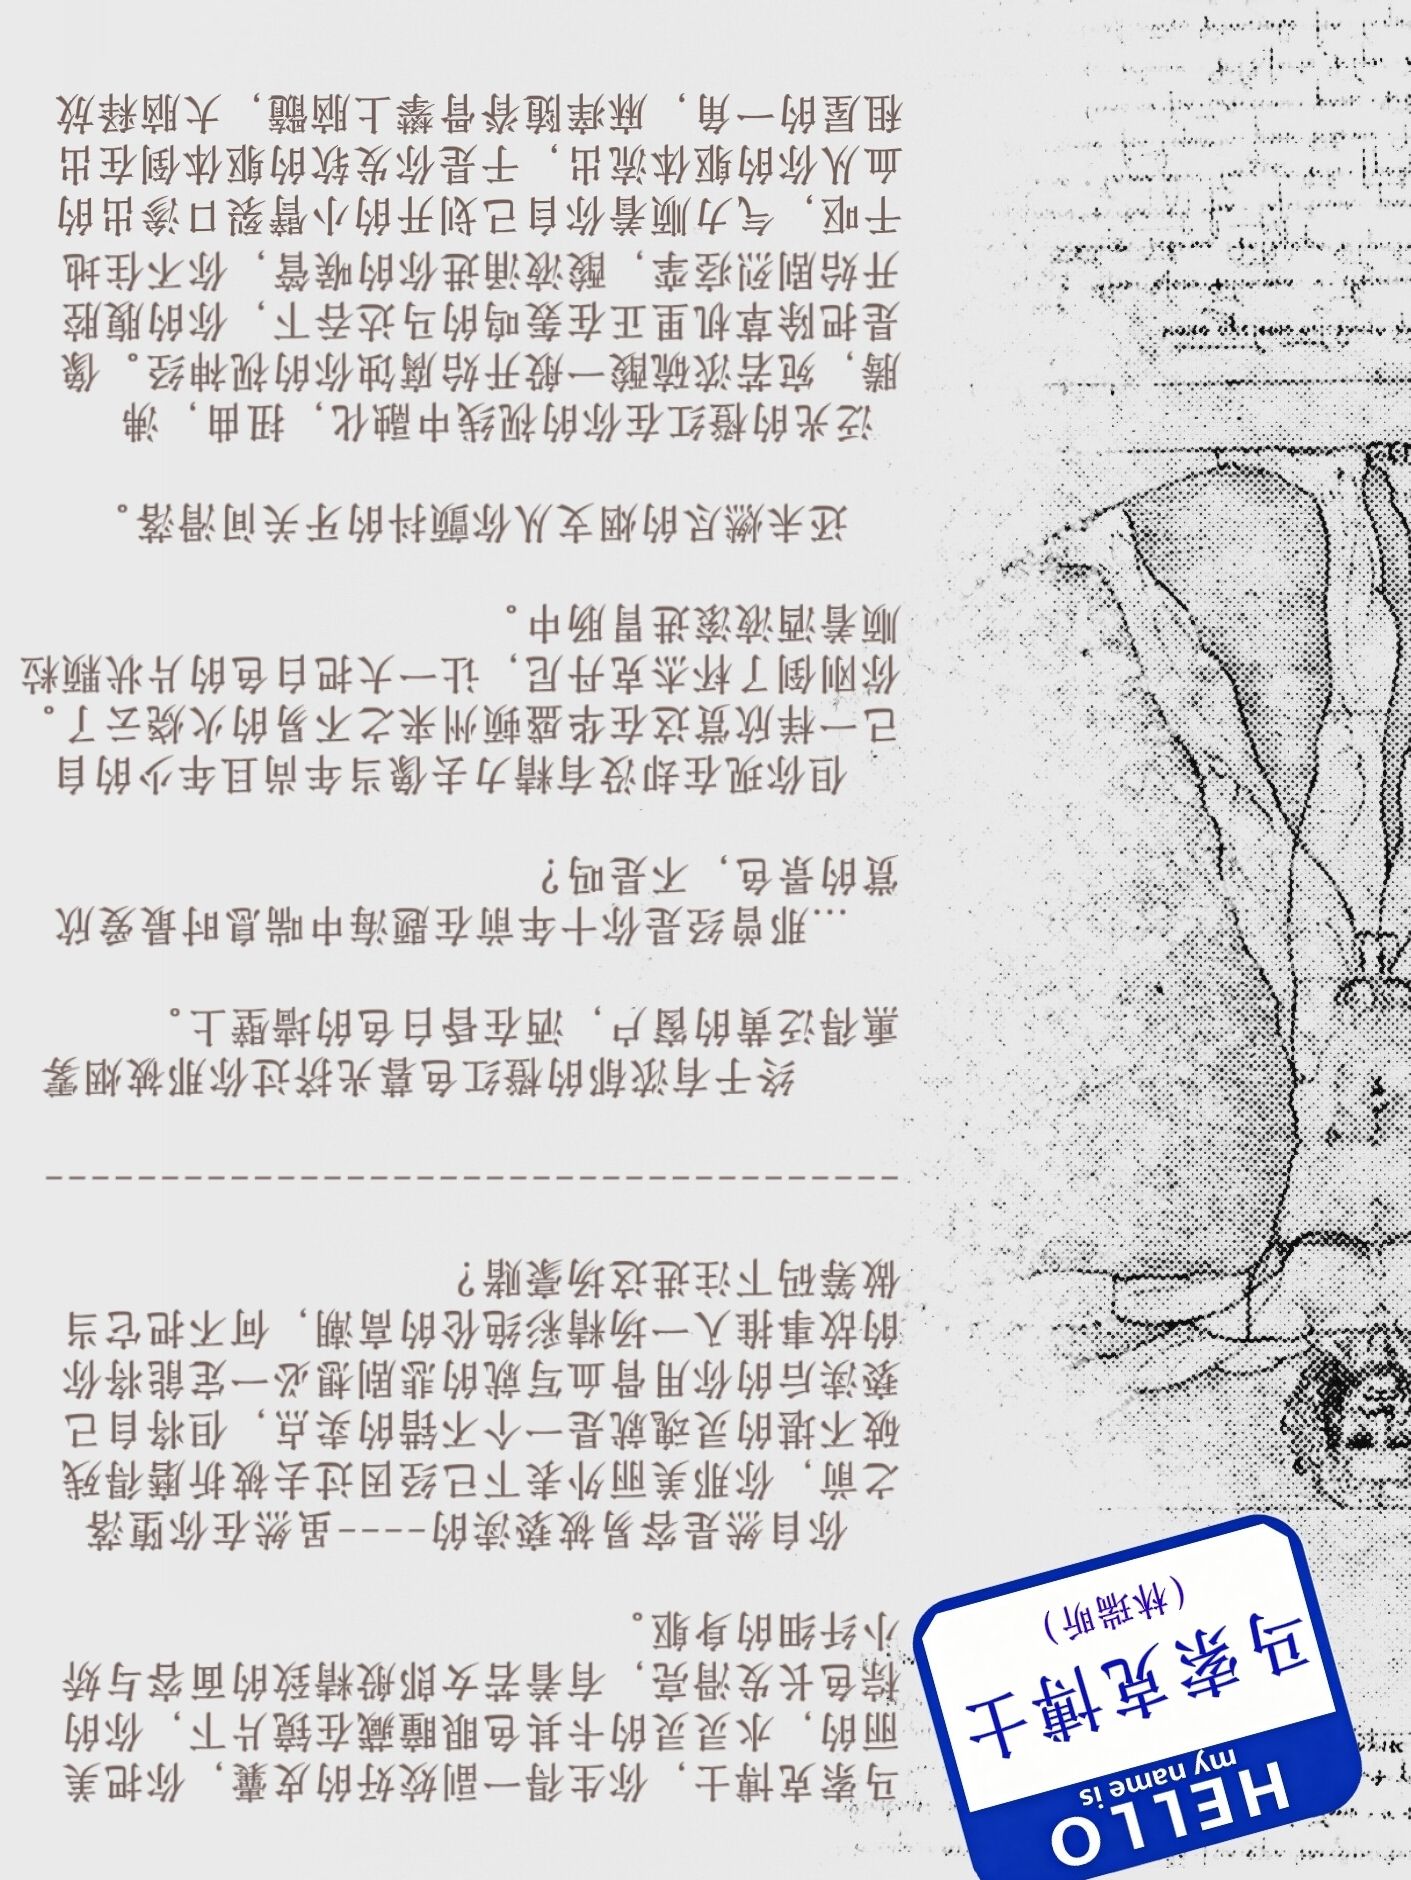 HELLO
my name is
马索克博士
（林瑞昕）
马索克博士，你生得一副姣好的皮囊，你把美
丽的，水灵灵的卡其色眼瞳藏在镜片下，你的
棕色长发滑亮，有着若女郎般精致的面容与娇
小纤细的身躯。
你自然是容易被亵渎的----虽然在你堕落
之前，你那美丽外表下已经因过去被折磨得残
破不堪的灵魂就是一个不错的卖点，但将自己
亵渎后的你用骨血写就的悲剧想必一定能将你
的故事推入一场精彩绝伦的高潮，何不把它当
做筹码下注进这场豪赌？
-----------------------------------
终于有浓郁的橙红色暮光挤过你那被烟雾
熏得泛黄的窗户，洒在昏白色的墙壁上。
...那曾经是你十年前在题海中喘息时最爱欣
赏的景色，不是吗？
但你现在却没有精力去像当年尚且年少的自
己一样欣赏这在华盛顿州来之不易的火烧云了。
你刚倒了杯杰克丹尼，让一大把白色的片状颗粒
顺着酒液滚进胃肠中。
还未燃尽的烟支从你颤抖的牙关间滑落。
泛光的橙红在你的视线中融化，扭曲，沸
腾，宛若浓硫酸一般开始腐蚀你的视神经。像
是把除草机里正在轰鸣的马达吞下，你的腹腔
开始剧烈痉挛，酸液涌进你的喉管，你不住地
干呕，气力顺着你自己划开的小臂裂口渗出的
血从你的躯体流出，于是你发软的躯体倒在出
租屋的一角，麻痒随脊骨攀上脑髓，大脑释放